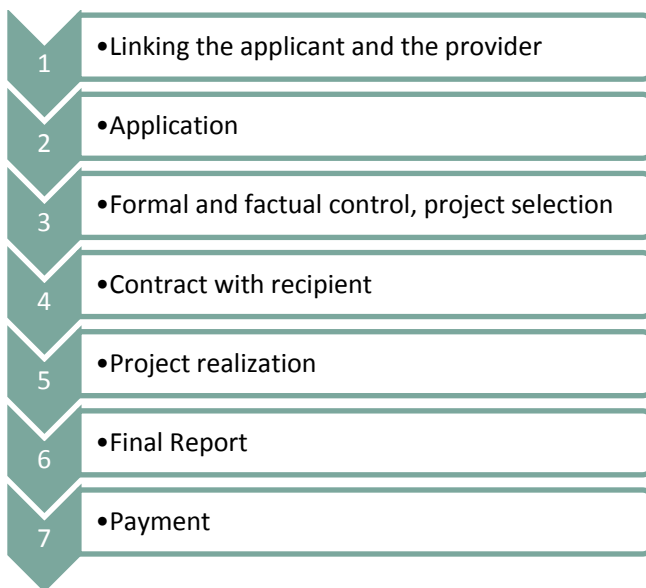 1
•Linking the applicant and the provider
2
•Application
3
•Formal and factual control, project selection
4
•Contract with recipient
5
•Project realization
6
•Final Report
7
•Payment